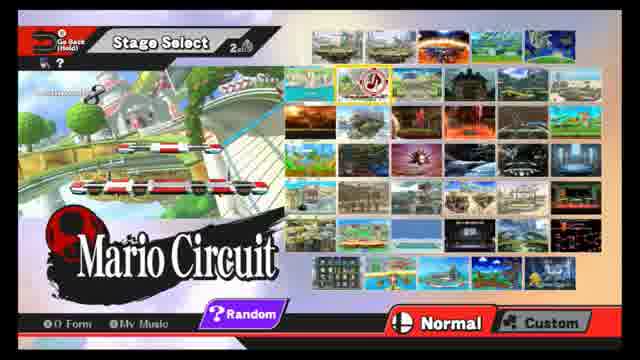 Go Back
(Hold)
Stage Select
2
?
Mario Circuit
Ω Form
My Music
? Random
Normal
Custom